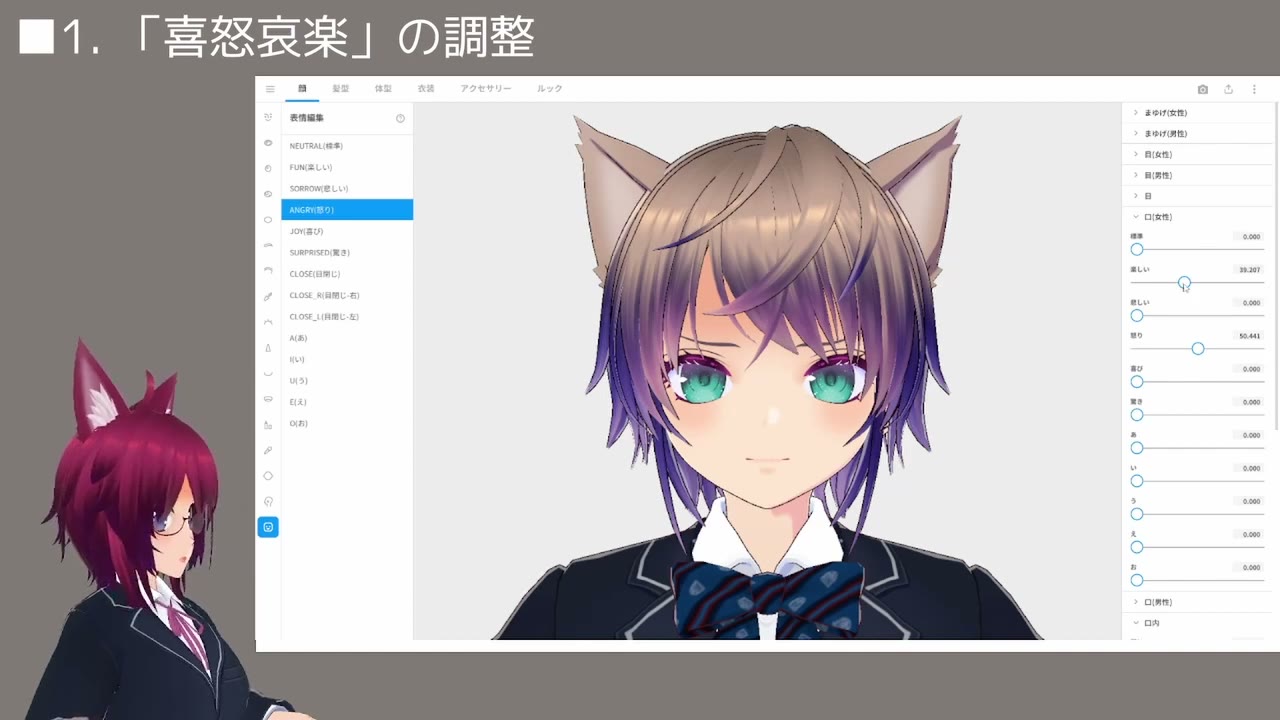 ■1. 「喜怒哀楽」の調整
顔 髪型 体型 衣装 アクセサリー ルック
表情編集
NEUTRAL(標準)
FUN(楽しい)
SORROW(悲しい)
ANGRY(怒り)
JOY(喜び)
SURPRISED(驚き)
CLOSE(目閉じ)
CLOSE_R(目閉じ-右)
CLOSE_L(目閉じ-左)
A(あ)
I(い)
U(う)
E(え)
O(お)
まゆげ(女性)
まゆげ(男性)
目(女性)
目(男性)
目
口(女性)
標準 0.000
楽しい 39.207
悲しい 0.000
怒り 50.441
喜び 0.000
驚き 0.000
あ 0.000
い 0.000
う 0.000
え 0.000
お 0.000
口(男性)
口内